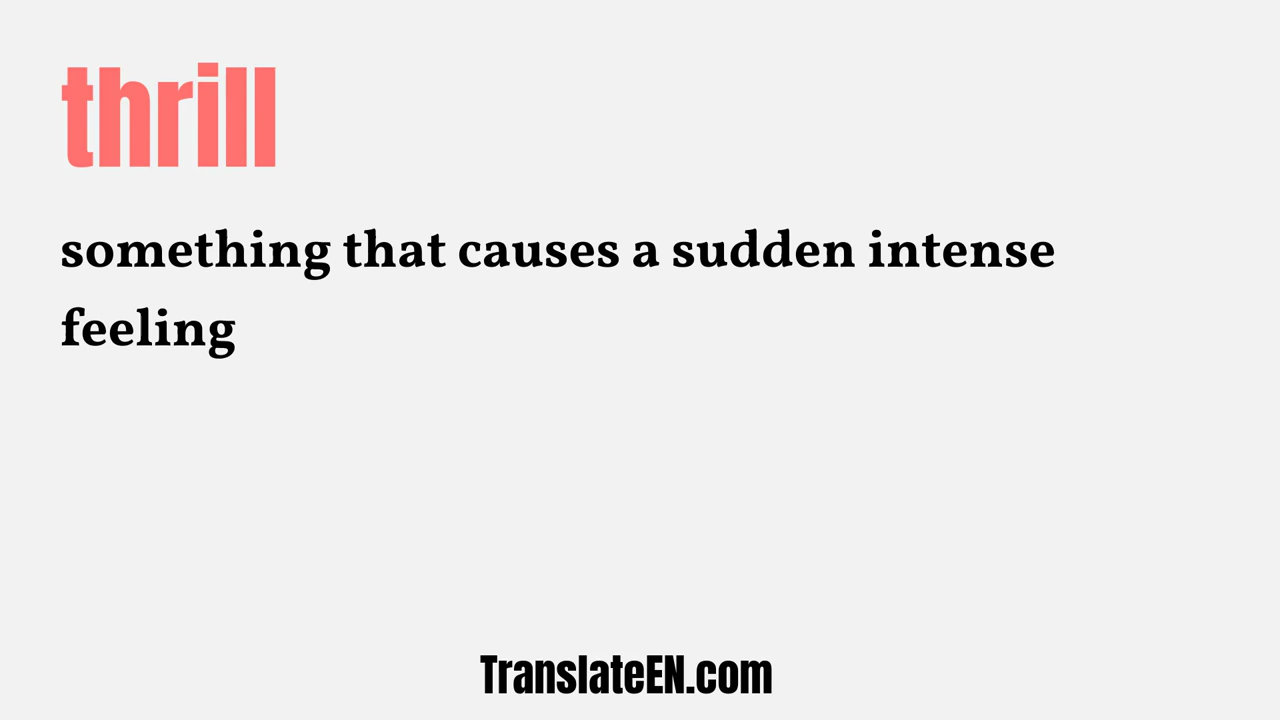 thrill
something that causes a sudden intense
feeling
TranslateEN.com